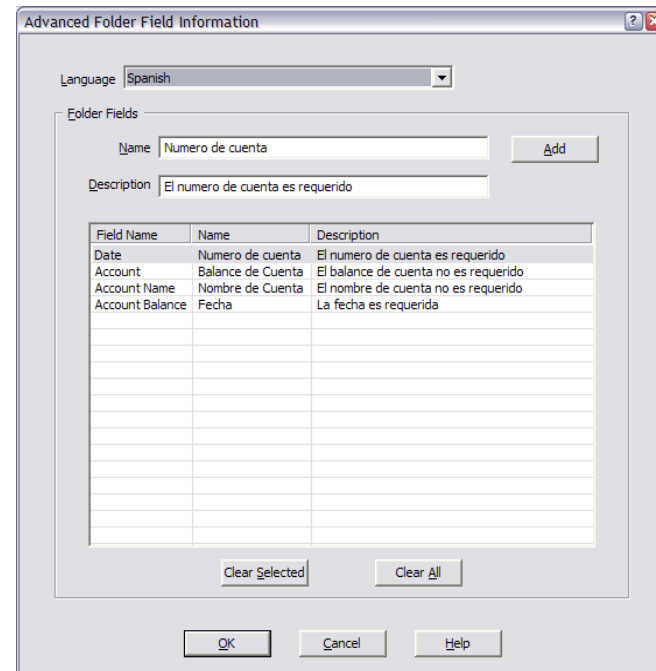 Advanced Folder Field Information
Language Spanish
Folder Fields
Name Numero de cuenta Add
Description El numero de cuenta es requerido
Field Name Name Description
Date Numero de cuenta El numero de cuenta es requerido
Account Balance de Cuenta El balance de cuenta no es requerido
Account Name Nombre de Cuenta El nombre de cuenta no es requerido
Account Balance Fecha La fecha es requerida
Clear Selected Clear All
OK Cancel Help